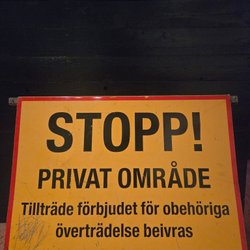 STOPP!
PRIVAT OMRÅDE
Tillträde förbjudet för obehöriga
överträdelse beivras